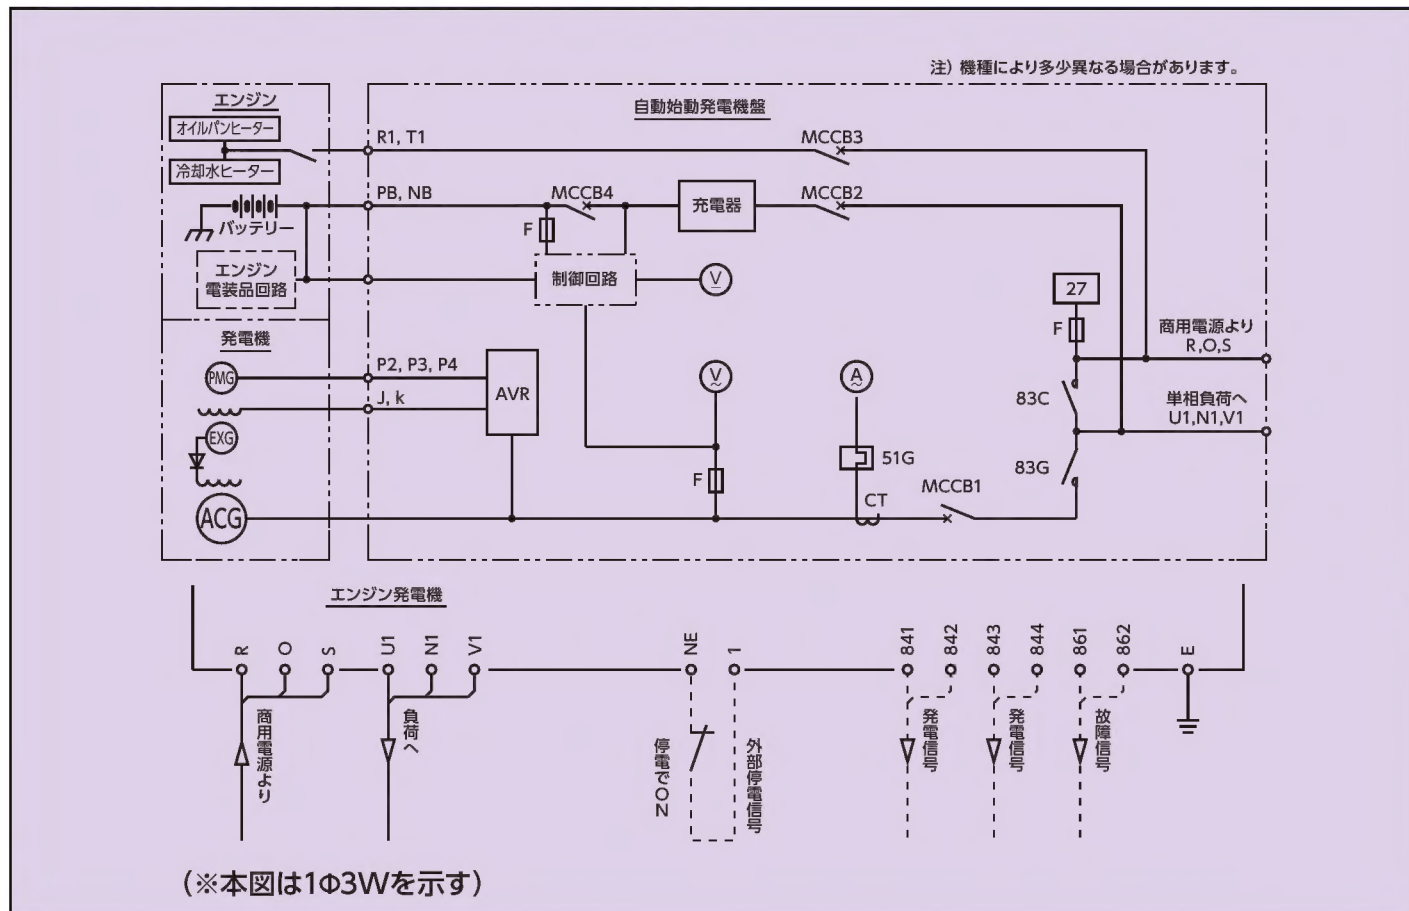 注) 機種により多少異なる場合があります。
エンジン
自動始動発電機盤
オイルパンヒーター
R1, T1
MCCB3
冷却水ヒーター
PB, NB
MCCB4
充電器
MCCB2
バッテリー
F
エンジン
電装品回路
制御回路
V
27
発電機
F
商用電源より
R,O,S
P2, P3, P4
PMG
AVR
V
A
J, k
83C
単相負荷へ
U1,N1,V1
EXG
51G
83G
F
MCCB1
CT
ACG
エンジン発電機
R
O
S
U1
N1
V1
NE
1
841
842
843
844
861
862
E
商用電源より
負荷へ
停電でON
外部停電信号
発電信号
発電信号
故障信号
(※本図は1Φ3Wを示す)